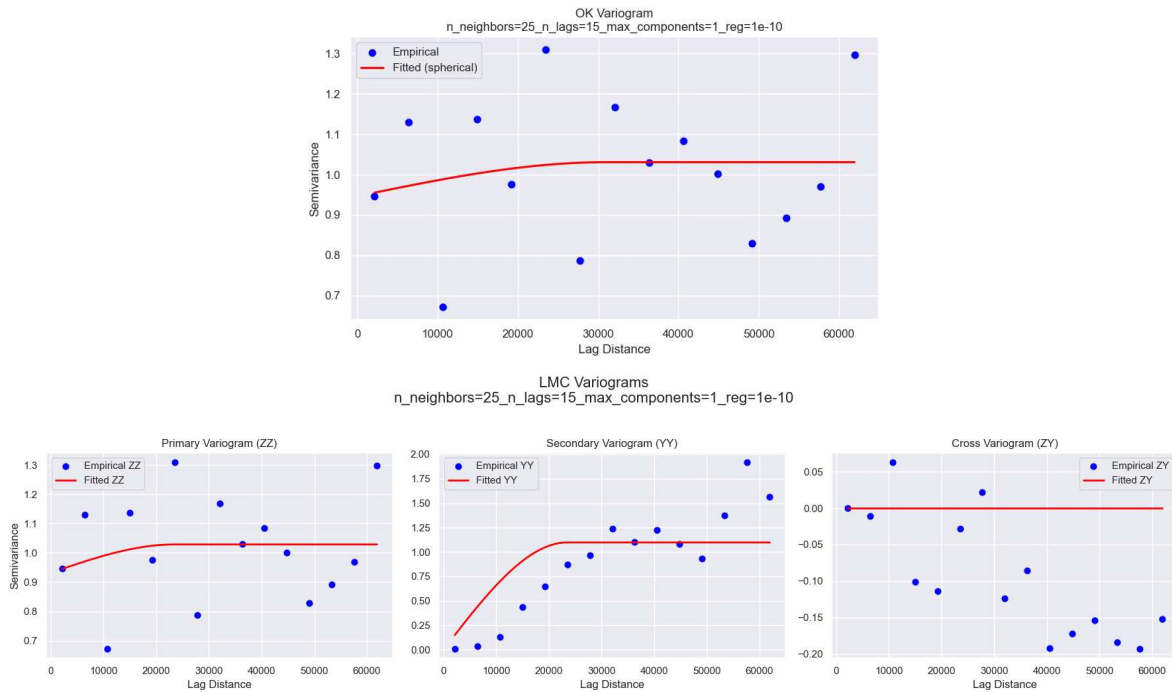 OK Variogram
n_neighbors=25_n_lags=15_max_components=1_reg=1e-10
Empirical
Fitted (spherical)
1.3
1.2
1.1
1.0
0.9
0.8
0.7
Semivariance
0
10000
20000
30000
40000
50000
60000
Lag Distance
LMC Variograms
n_neighbors=25_n_lags=15_max_components=1_reg=1e-10
Primary Variogram (ZZ)
Empirical ZZ
Fitted ZZ
1.3
1.2
1.1
1.0
0.9
0.8
0.7
Semivariance
0
10000
20000
30000
40000
50000
60000
Lag Distance
Secondary Variogram (YY)
Empirical YY
Fitted YY
2.00
1.75
1.50
1.25
1.00
0.75
0.50
0.25
0.00
0
10000
20000
30000
40000
50000
60000
Lag Distance
Cross Variogram (ZY)
Empirical ZY
Fitted ZY
0.05
0.00
−0.05
−0.10
−0.15
−0.20
0
10000
20000
30000
40000
50000
60000
Lag Distance